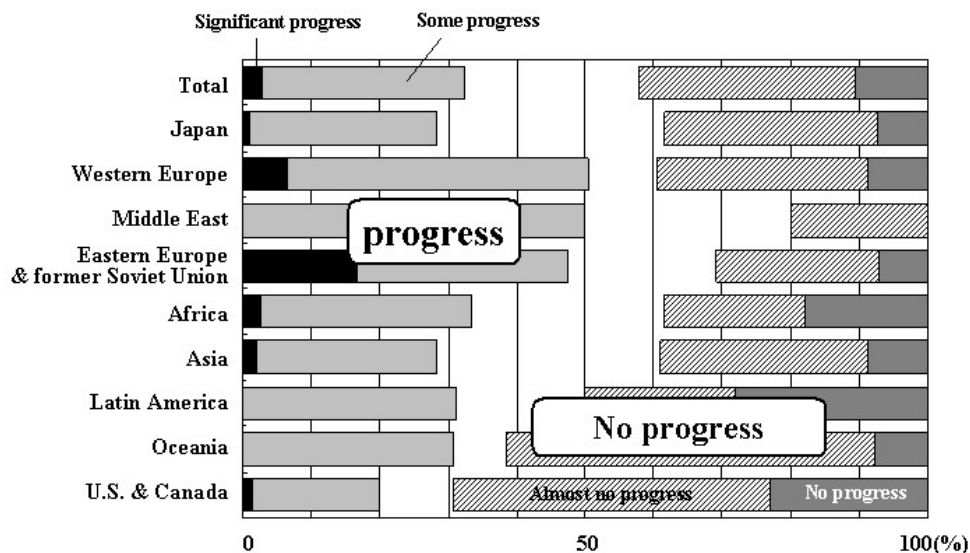 Significant progress
Some progress
Total
Japan
Western Europe
Middle East
progress
Eastern Europe
& former Soviet Union
Africa
Asia
Latin America
No progress
Oceania
U.S. & Canada
Almost no progress
No progress
0
50
100(%)